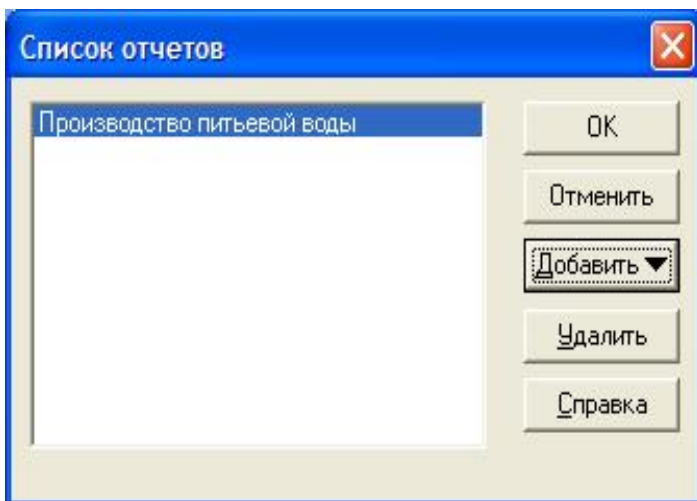 Список отчетов
Производство питьевой воды
OK
Отменить
Добавить
Удалить
Справка